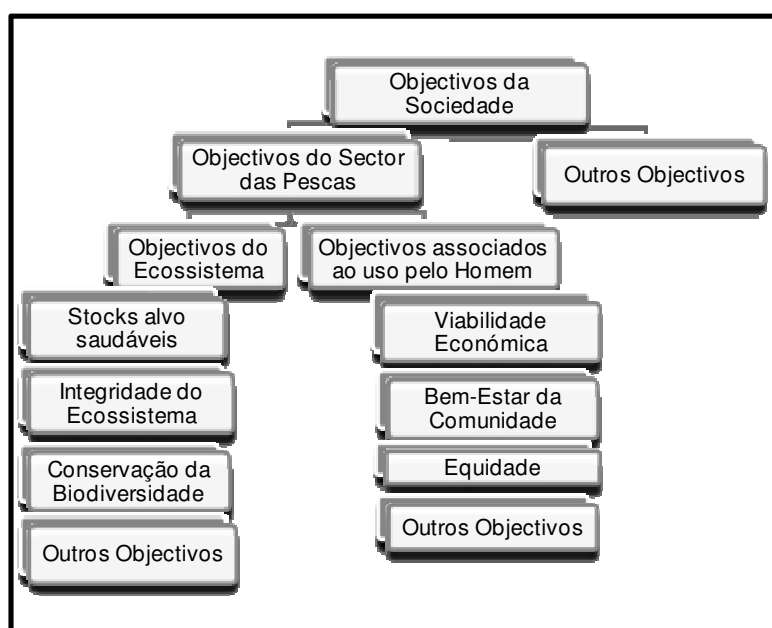 Objectivos da
Sociedade
Objectivos do Sector
das Pescas
Outros Objectivos
Objectivos do
Ecossistema
Objectivos associados
ao uso pelo Homem
Stocks alvo
saudáveis
Integridade do
Ecossistema
Conservação da
Biodiversidade
Outros Objectivos
Viabilidade
Económica
Bem-Estar da
Comunidade
Equidade
Outros Objectivos